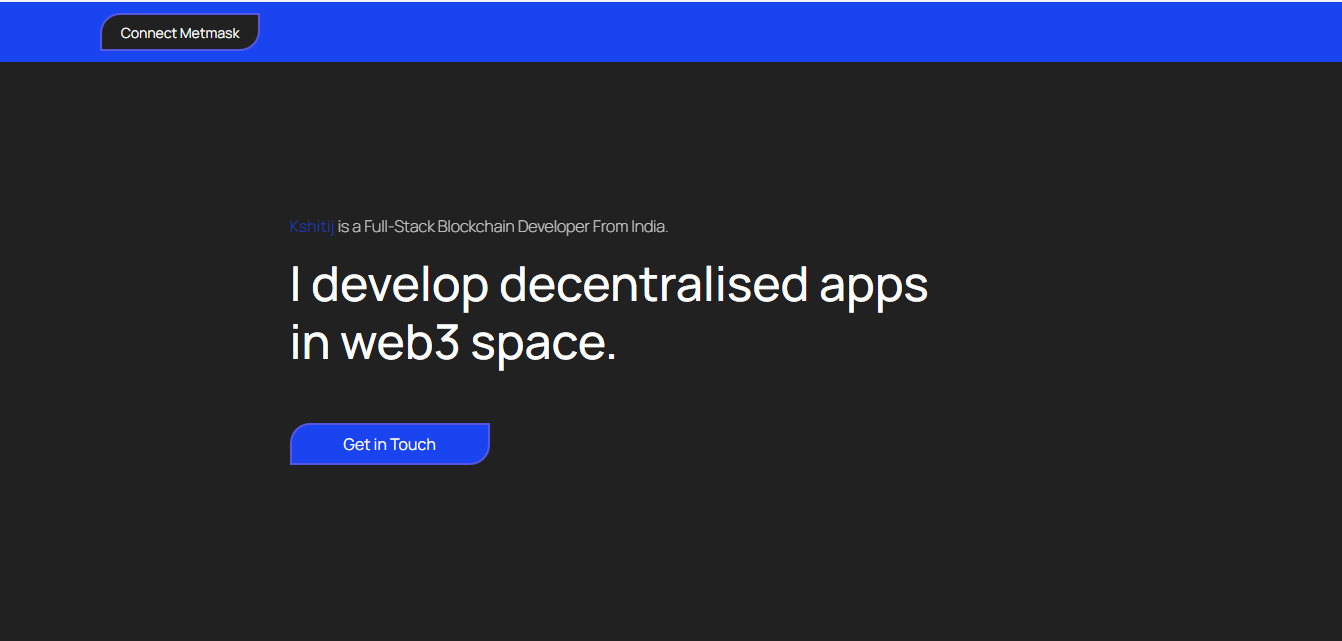 Connect Metmask
Kshitij is a Full-Stack Blockchain Developer From India.
I develop decentralised apps
in web3 space.
Get in Touch